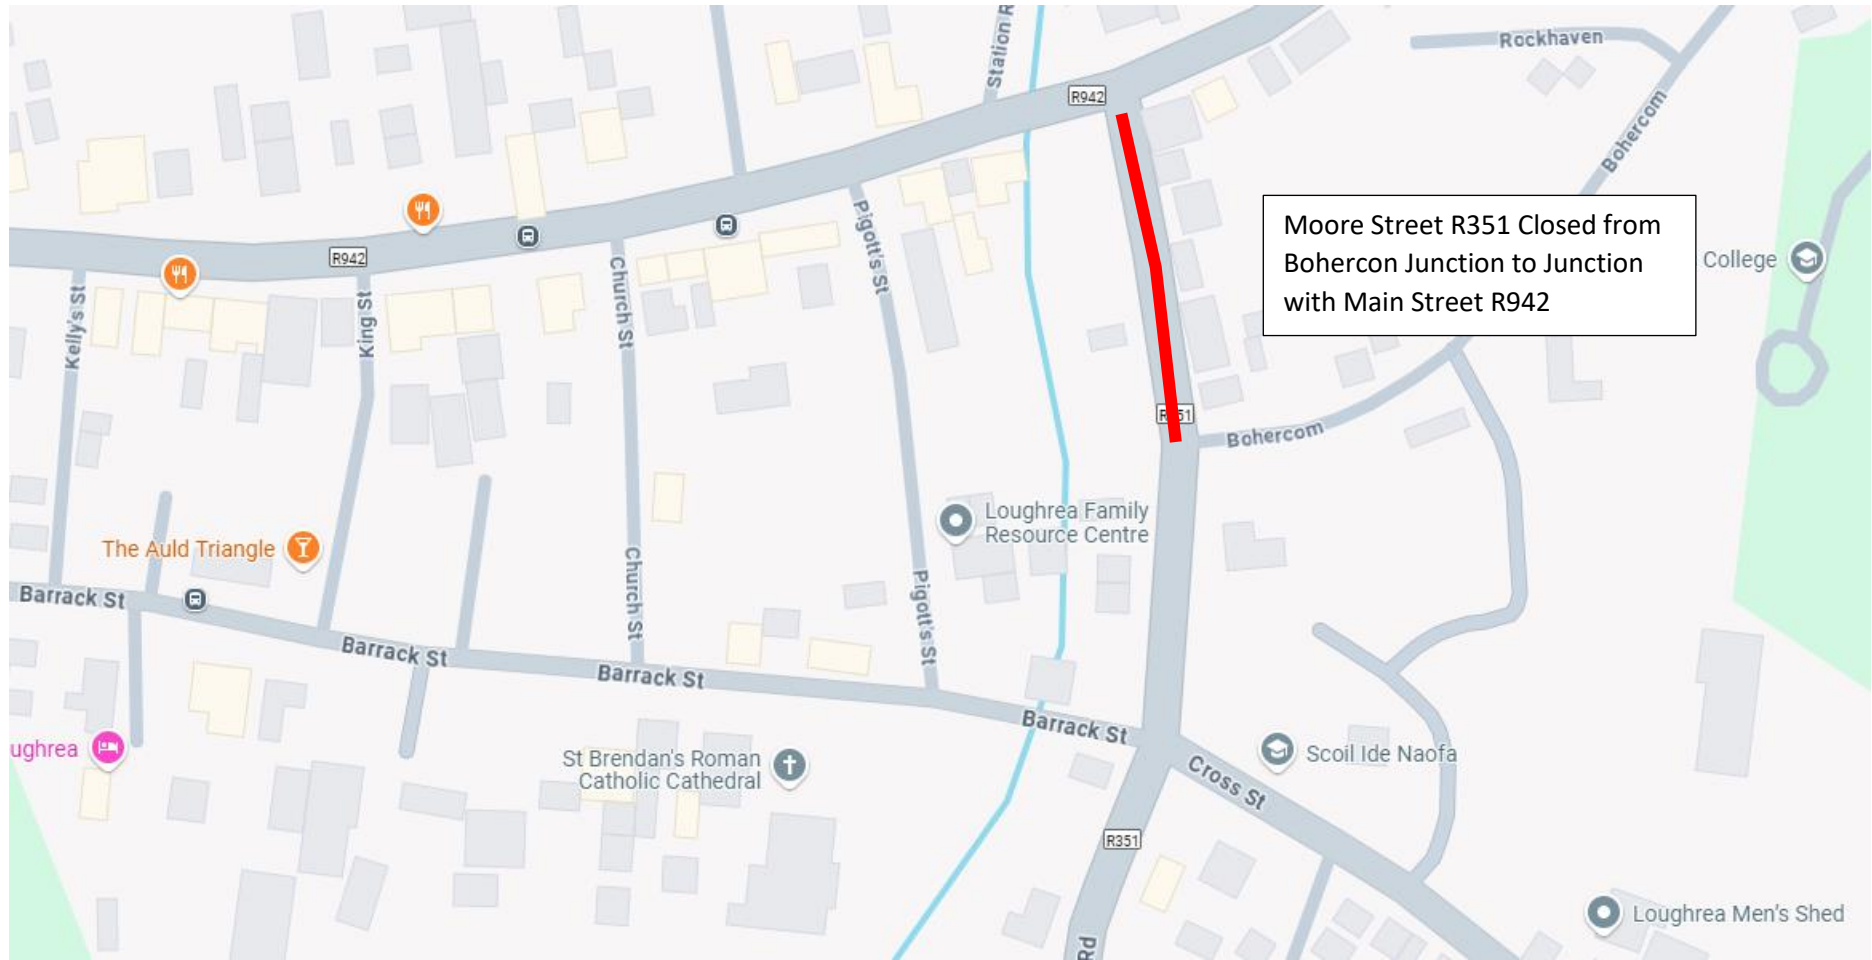 Station R
Rockhaven
R942
Bohercom
Pigott's St
Moore Street R351 Closed from
Bohercon Junction to Junction
with Main Street R942
College
R942
Church St
Kelly's St
King St
R351
Bohercom
Loughrea Family
Resource Centre
The Auld Triangle
Church St
Pigott's St
Barrack St
Barrack St
Barrack St
Barrack St
ughrea
St Brendan's Roman
Catholic Cathedral
Scoil Ide Naofa
Cross St
R351
Loughrea Men's Shed
Rd